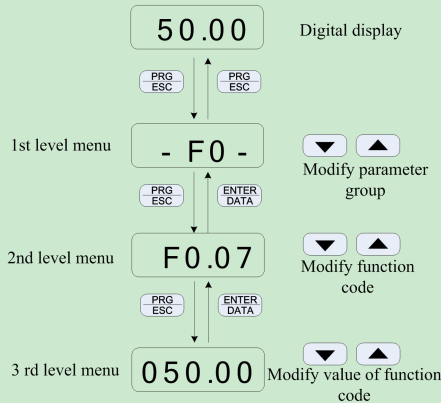 50.00
Digital display
PRG
ESC
PRG
ESC
1st level menu
- F0 -
Modify parameter
group
PRG
ESC
ENTER
DATA
2nd level menu
F0.07
Modify function
code
PRG
ESC
ENTER
DATA
3 rd level menu
050.00
Modify value of function
code